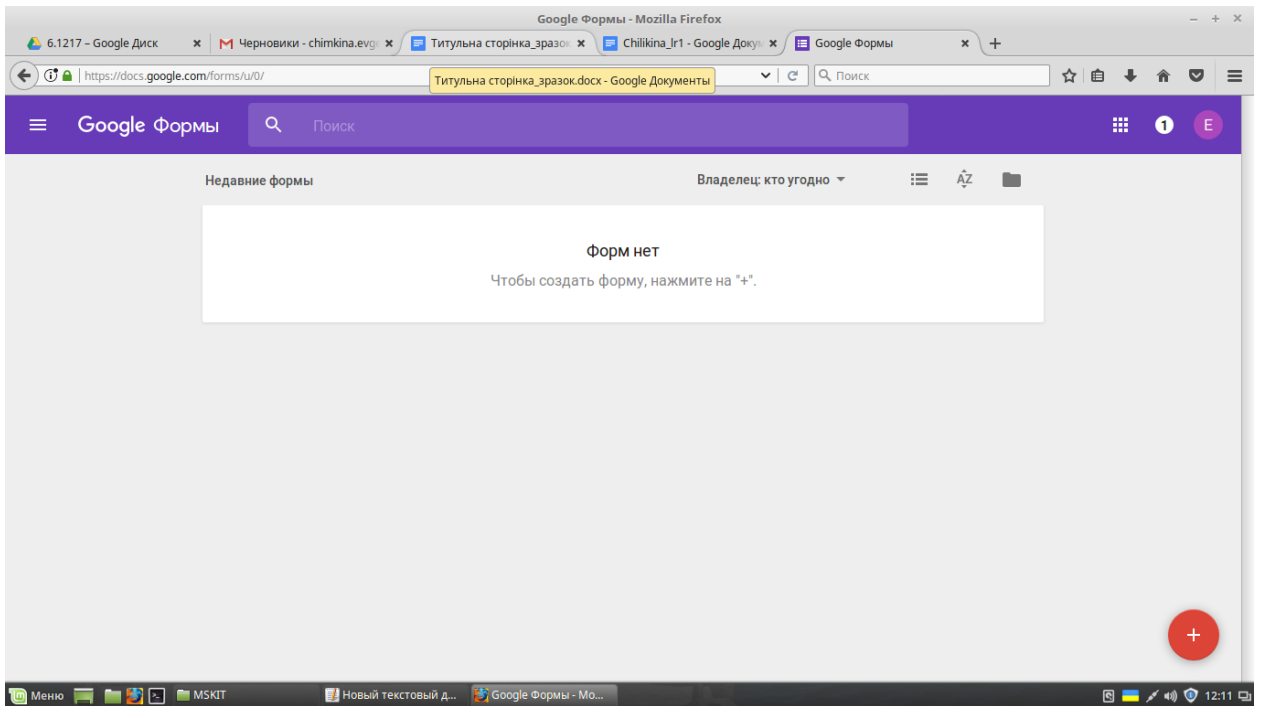 Google Формы - Mozilla Firefox
6.1217 – Google Диск
Черновики - chimkina.evg
Титульна сторінка_зразок
Chilikina_lr1 - Google Доку
Google Формы
https://docs.google.com/forms/u/0/
Поиск
Титульна сторінка_зразок.docx - Google Документы
Google Формы
Поиск
1
E
Недавние формы
Владелец: кто угодно
AZ
Форм нет
Чтобы создать форму, нажмите на "+".
Меню
MSKIT
Новый текстовый д...
Google Формы - Mo...
12:11